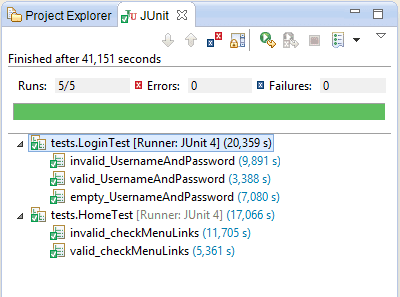 Project Explorer JUnit
Finished after 41,151 seconds
Runs: 5/5 Errors: 0 Failures: 0
tests.LoginTest [Runner: JUnit 4] (20,359 s)
invalid_UsernameAndPassword (9,891 s)
valid_UsernameAndPassword (3,388 s)
empty_UsernameAndPassword (7,080 s)
tests.HomeTest [Runner: JUnit 4] (17,066 s)
invalid_checkMenuLinks (11,705 s)
valid_checkMenuLinks (5,361 s)